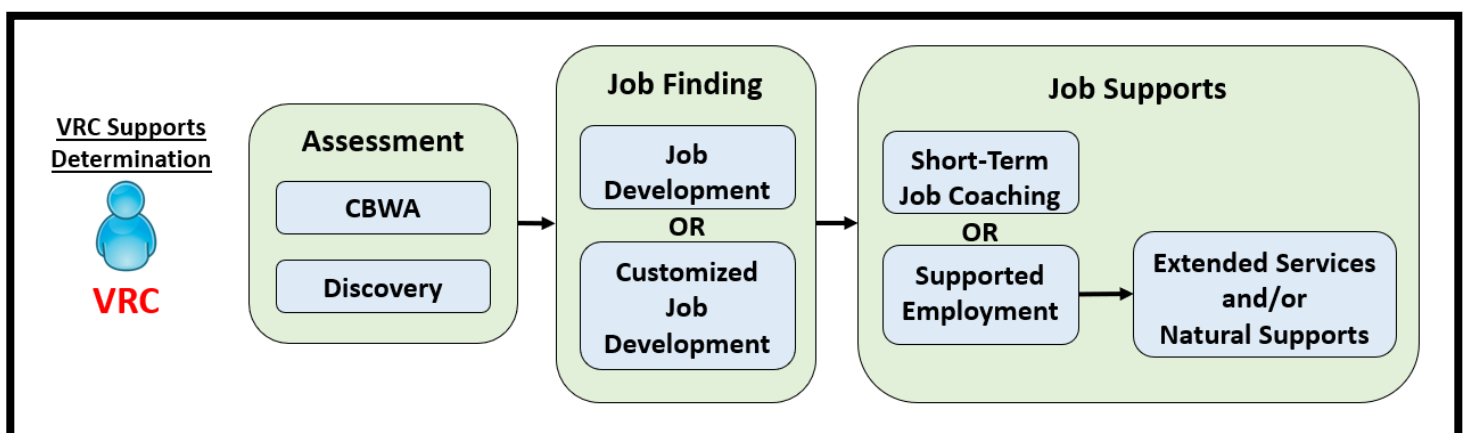 VRC Supports
Determination
VRC
Assessment
CBWA
Discovery
Job Finding
Job
Development
OR
Customized
Job
Development
Job Supports
Short-Term
Job Coaching
OR
Supported
Employment
Extended Services
and/or
Natural Supports